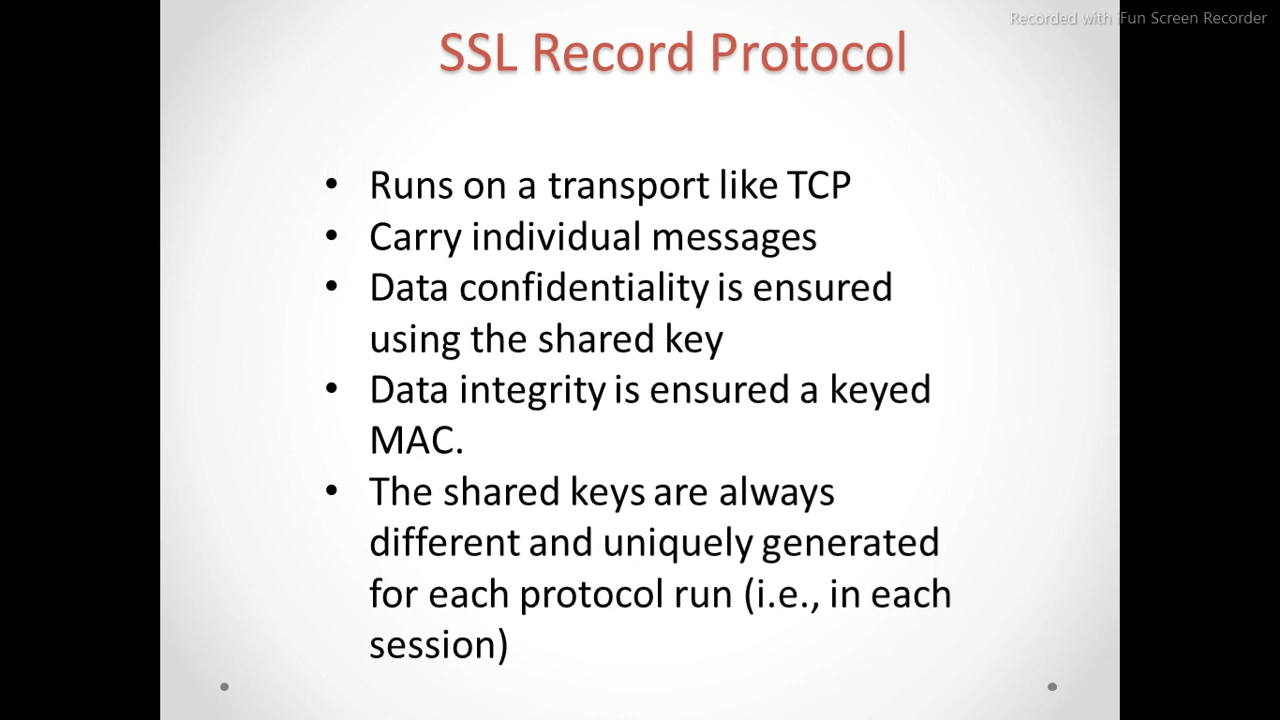 Recorded with iFun Screen Recorder
SSL Record Protocol
• Runs on a transport like TCP
• Carry individual messages
• Data confidentiality is ensured
using the shared key
• Data integrity is ensured a keyed
MAC.
• The shared keys are always
different and uniquely generated
for each protocol run (i.e., in each
session)